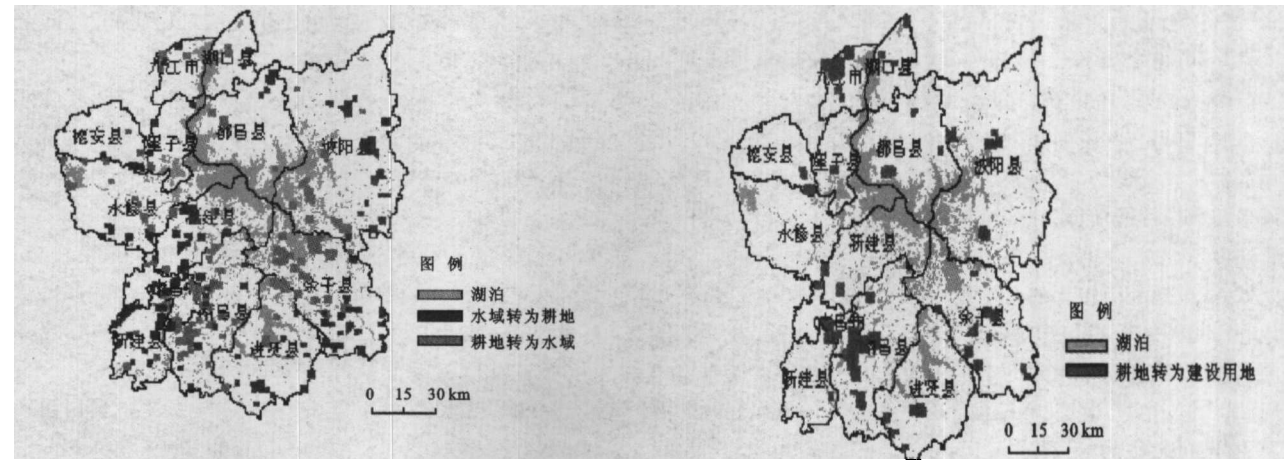 九江市
湖口县
德安县
星子县
都昌县
波阳县
永修县
新建县
余干县
南昌县
新建县
进贤县
图 例
湖泊
水域转为耕地
耕地转为水域
0 15 30 km
湖口县
德安县
星子县
都昌县
波阳县
永修县
新建县
余干县
南昌市
南昌县
新建县
进贤县
图 例
湖泊
耕地转为建设用地
0 15 30 km